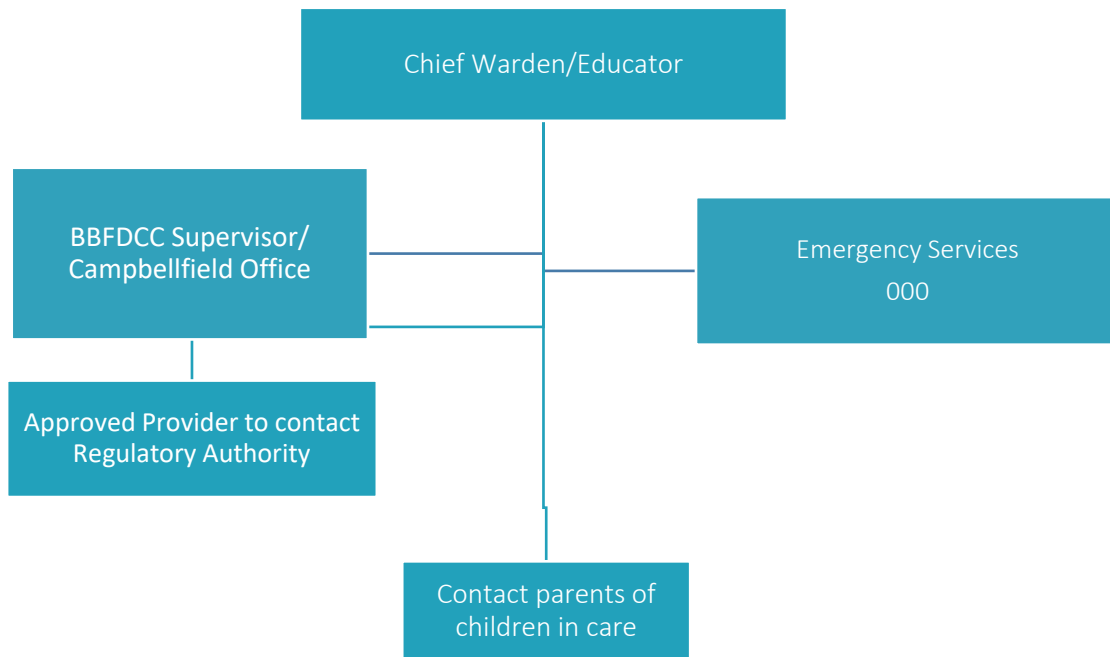 Chief Warden/Educator
BBFDCC Supervisor/
Campbellfield Office
Emergency Services
000
Approved Provider to contact
Regulatory Authority
Contact parents of
children in care